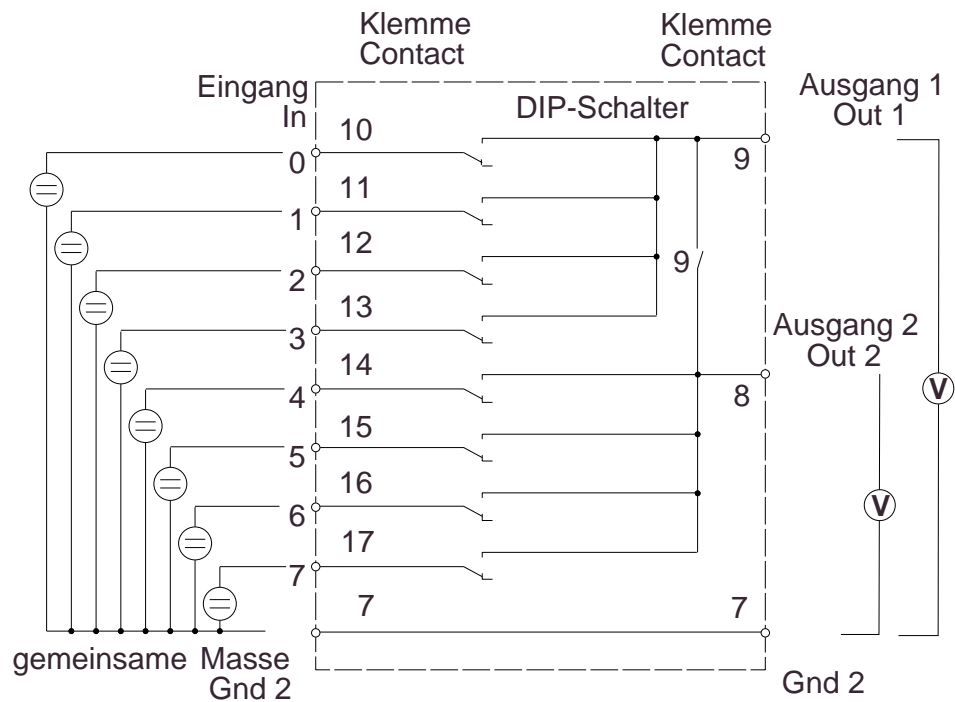 Klemme
Contact
Klemme
Contact
Eingang
In
DIP-Schalter
Ausgang 1
Out 1
10
0
9
11
1
12
2
9
13
3
Ausgang 2
Out 2
14
4
8
V
15
5
16
6
V
17
7
7
7
gemeinsame Masse
Gnd 2
Gnd 2